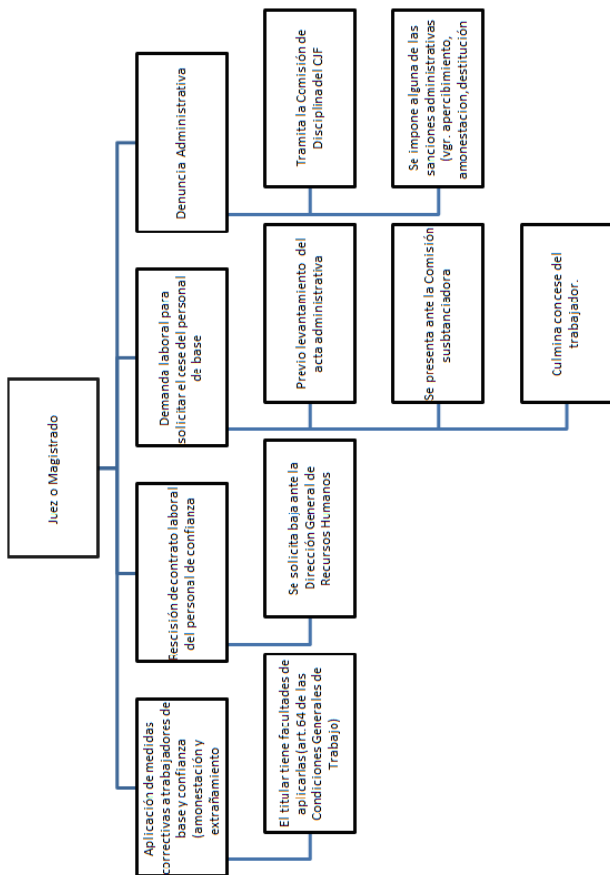 Juez o Magistrado
Aplicación de medidas
correctivas a trabajadores de
base y confianza
(amonestación y
extrañamiento
El titular tiene facultades de
aplicarlas (art. 64 de las
Condiciones Generales de
Trabajo)
Rescisión de contrato laboral
del personal de confianza
Se solicita baja ante la
Dirección General de
Recursos Humanos
Demanda laboral para
solicitar el cese del personal
de base
Previo levantamiento del
acta administrativa
Se presenta ante la Comisión
susbtanciadora
Culmina con cese del
trabajador.
Denuncia Administrativa
Tramita la Comisión de
Disciplina del CJF
Se impone alguna de las
sanciones administrativas
(vgr. apercibimiento,
amonestacion, destitución